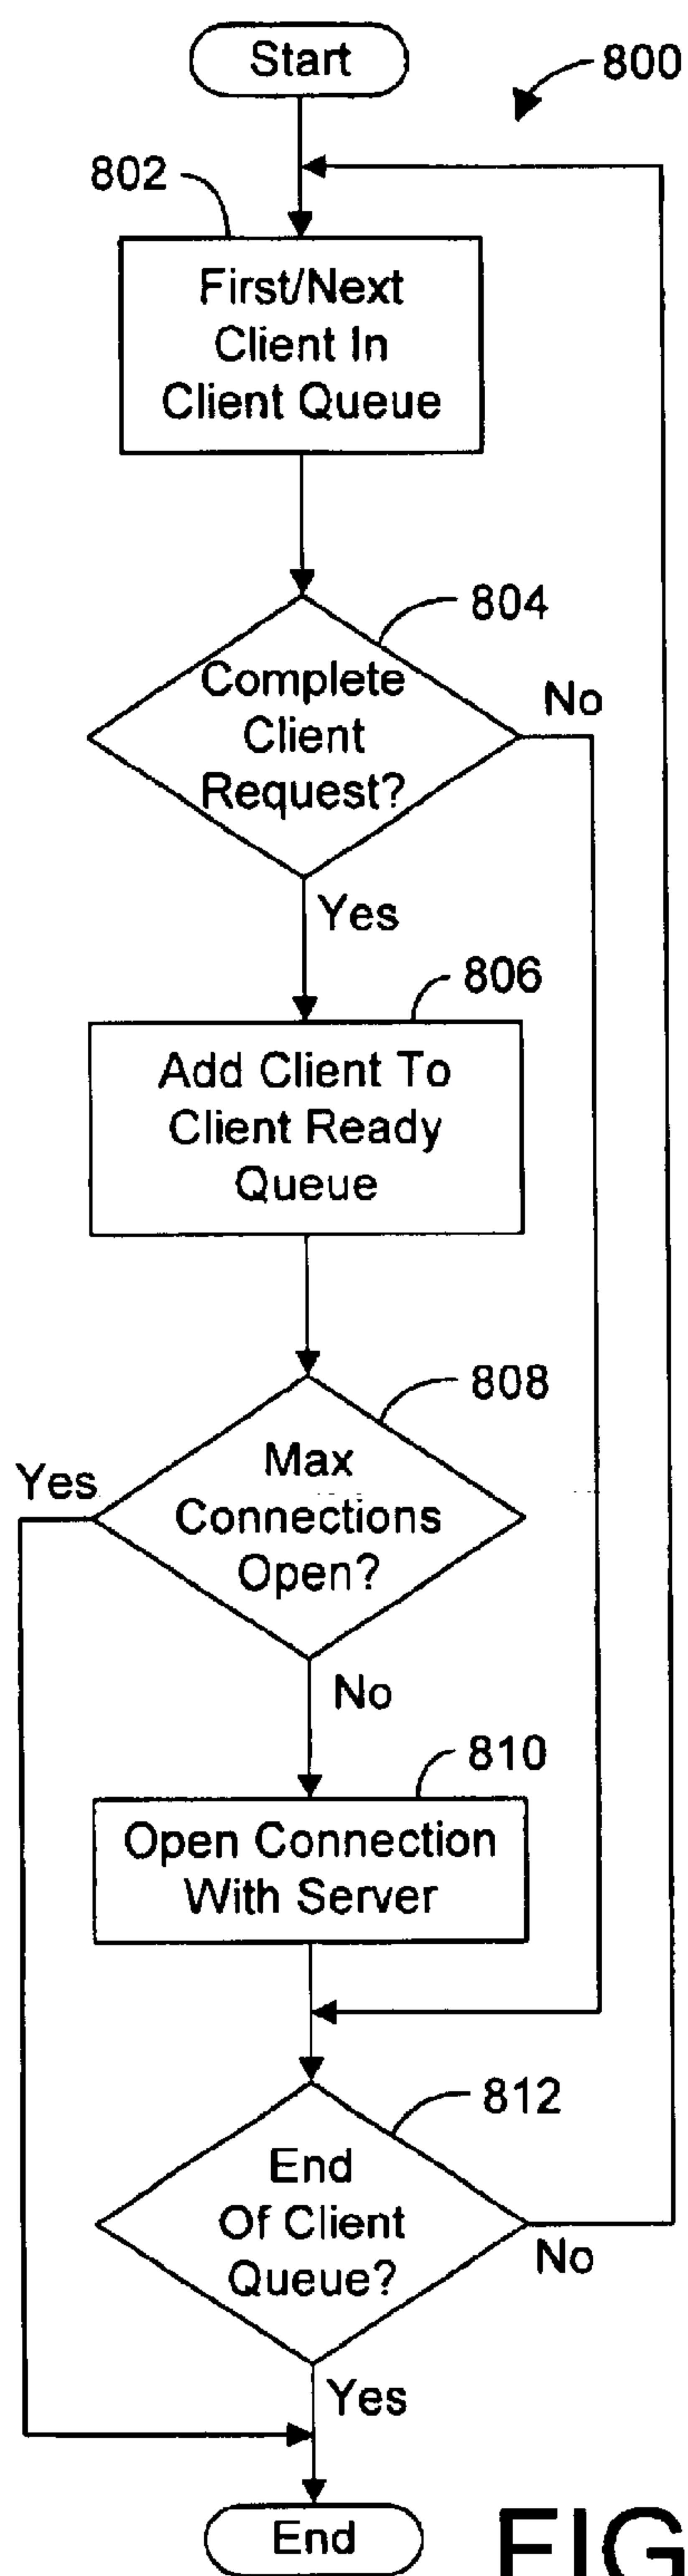 Start
800
802
First/Next
Client In
Client Queue
804
Complete
Client
Request?
No
Yes
806
Add Client To
Client Ready
Queue
808
Max
Connections
Open?
Yes
No
810
Open Connection
With Server
812
End
Of Client
Queue?
No
Yes
End
FIG